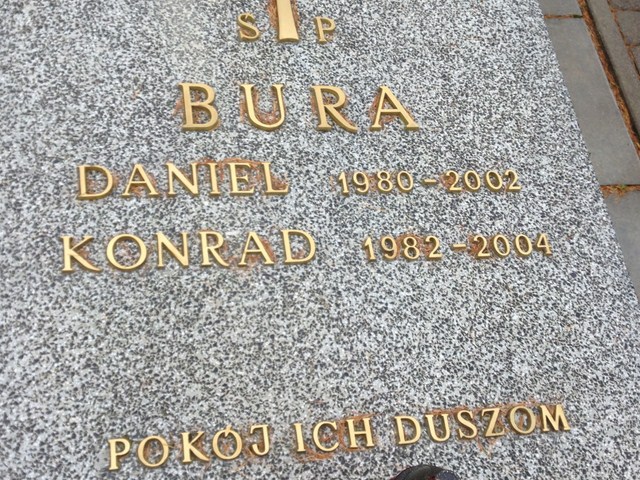 S P
BURA
DANIEL 1980-2002
KONRAD 1982-2004
POKÓJ ICH DUSZOM